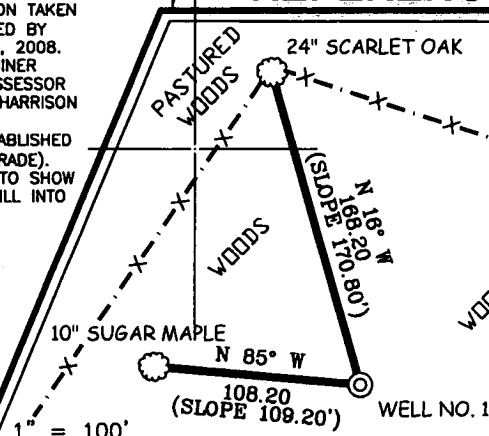 ON TAKEN
ED BY
, 2008.
INER
SSESSOR
HARRISON
ABLISHED
RADE).
TO SHOW
ILL INTO
PASTURED
WOODS
24" SCARLET OAK
WOODS
N 16° W
168.20
(SLOPE 170.80')
10" SUGAR MAPLE
N 85° W
108.20
(SLOPE 109.20')
WELL NO. 1
1" = 100'
WO